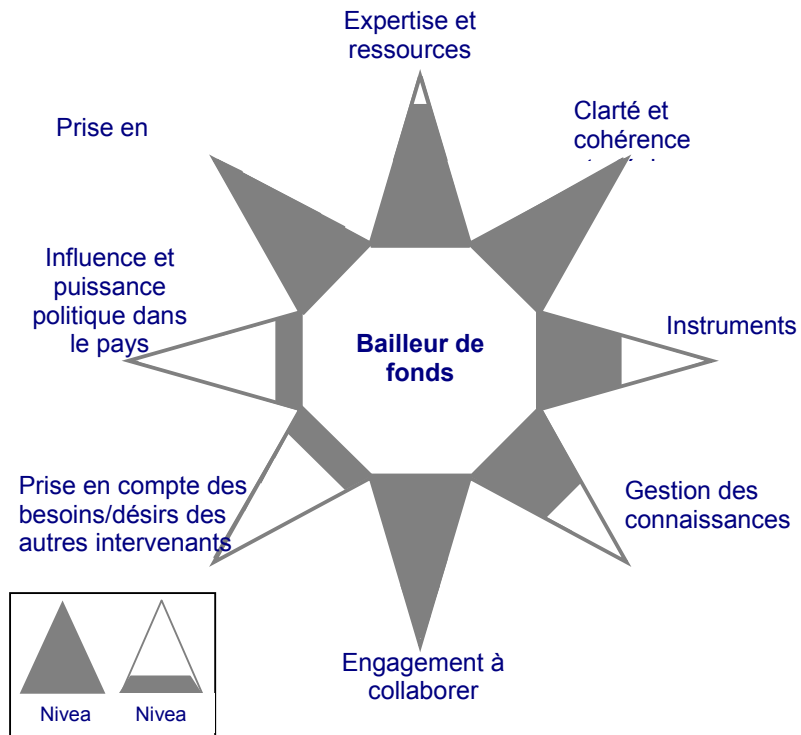 Expertise et
ressources
Prise en
Clarté et
cohérence
Influence et
puissance
politique dans
le pays
Instruments
Bailleur de
fonds
Prise en compte des
besoins/désirs des
autres intervenants
Gestion des
connaissances
Engagement à
collaborer
Nivea
Nivea